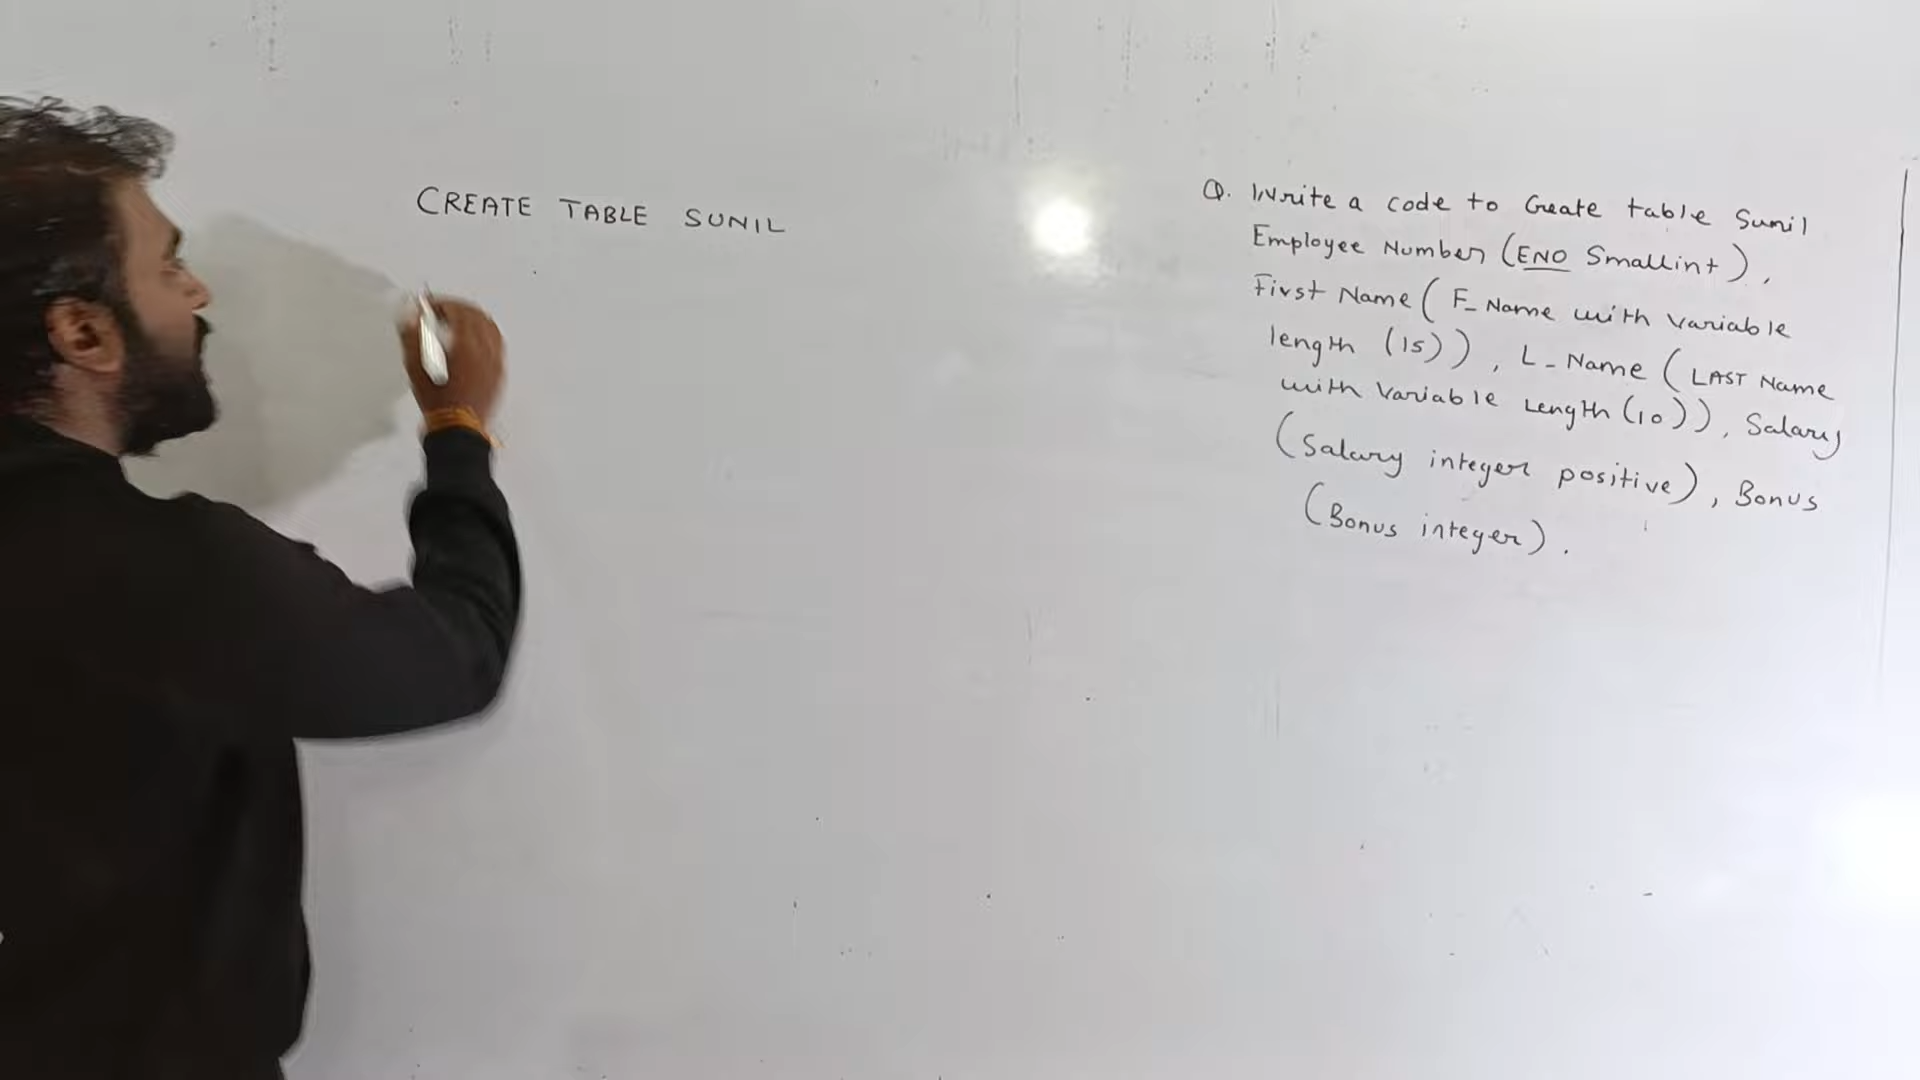 CREATE TABLE SUNIL
Q. Write a code to Create table Sunil
Employee Number (ENO Smallint),
First Name (F_Name with variable
length (15)), L-Name (LAST Name
with Variable Length (10)), Salary
(Salary integer positive), Bonus
(Bonus integer).